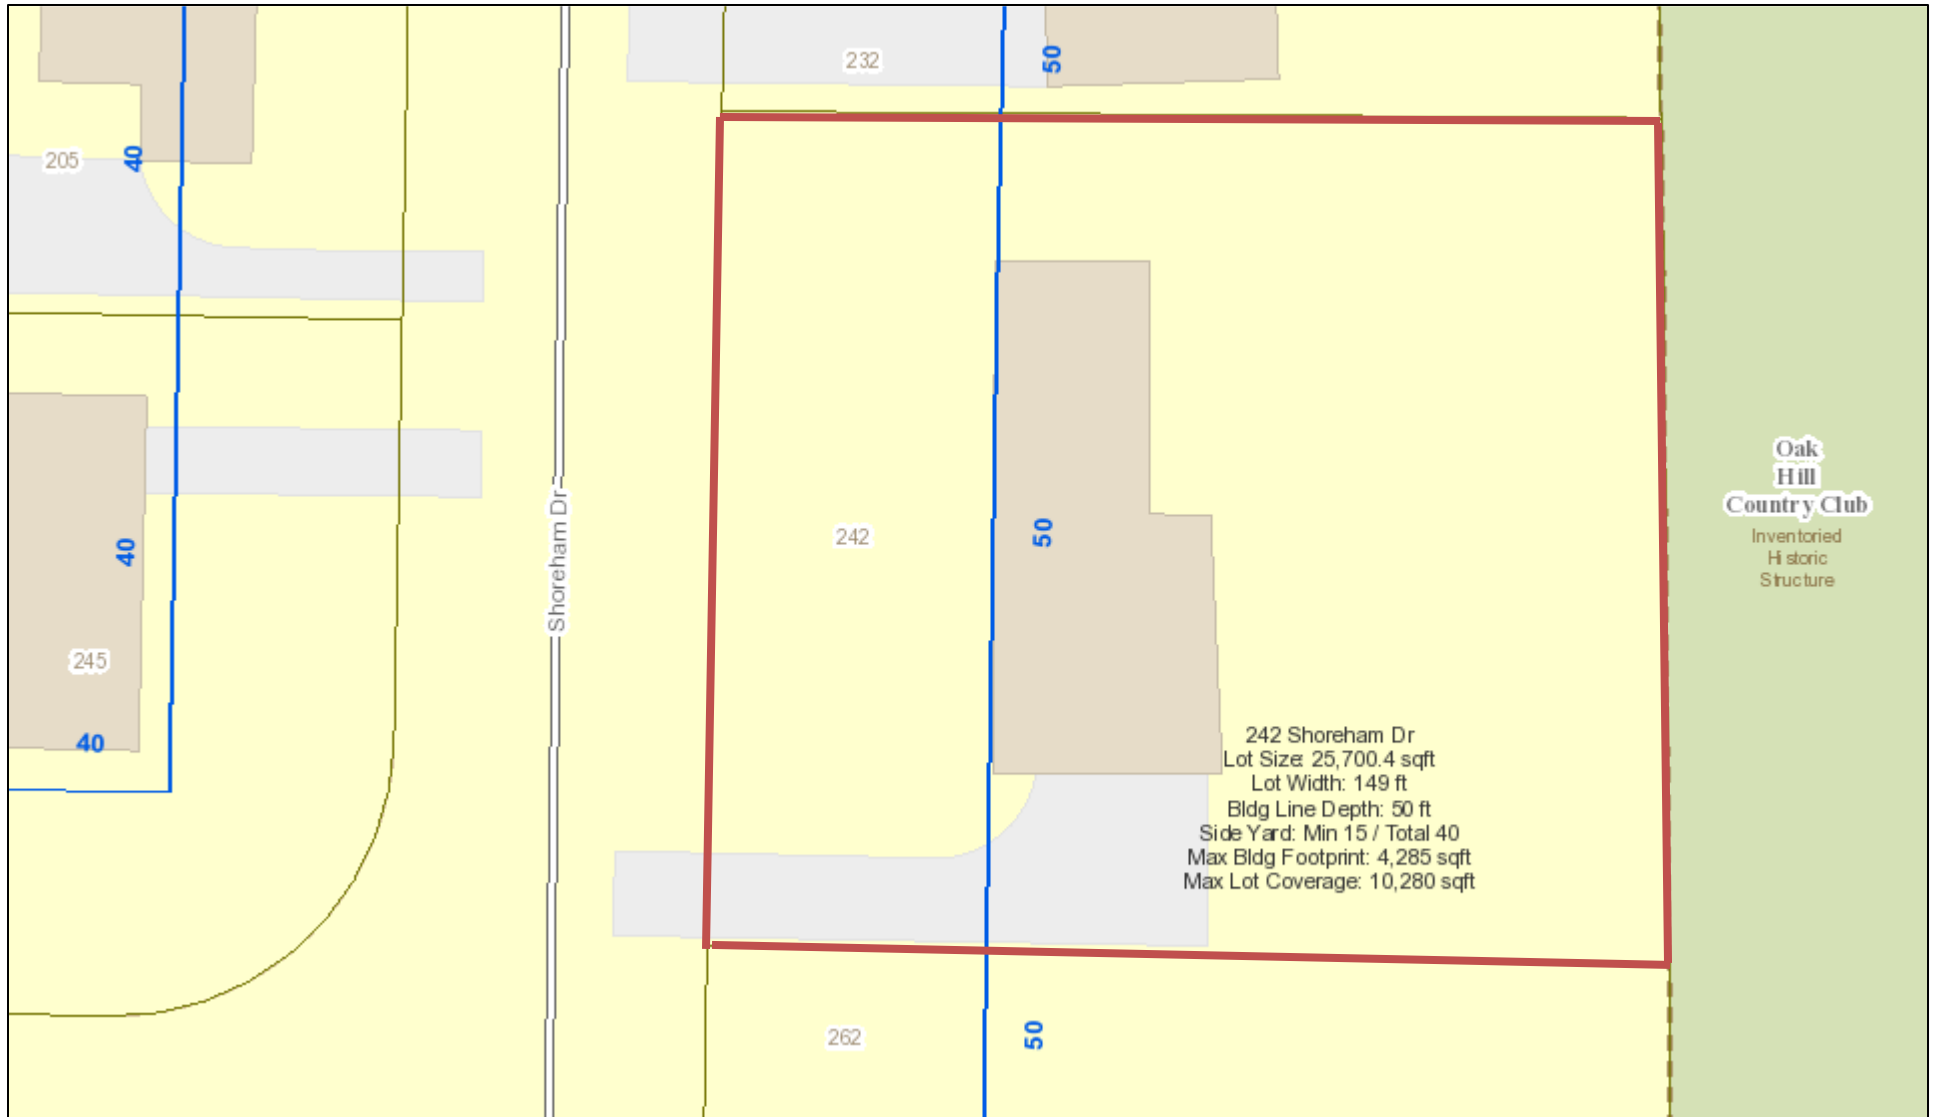 232
50
205
40
Oak
Hill
Country Club
Inventoried
Historic
Structure
242
50
40
Shoreham Dr
245
40
242 Shoreham Dr
Lot Size: 25,700.4 sqft
Lot Width: 149 ft
Bldg Line Depth: 50 ft
Side Yard: Min 15 / Total 40
Max Bldg Footprint: 4,285 sqft
Max Lot Coverage: 10,280 sqft
262
50